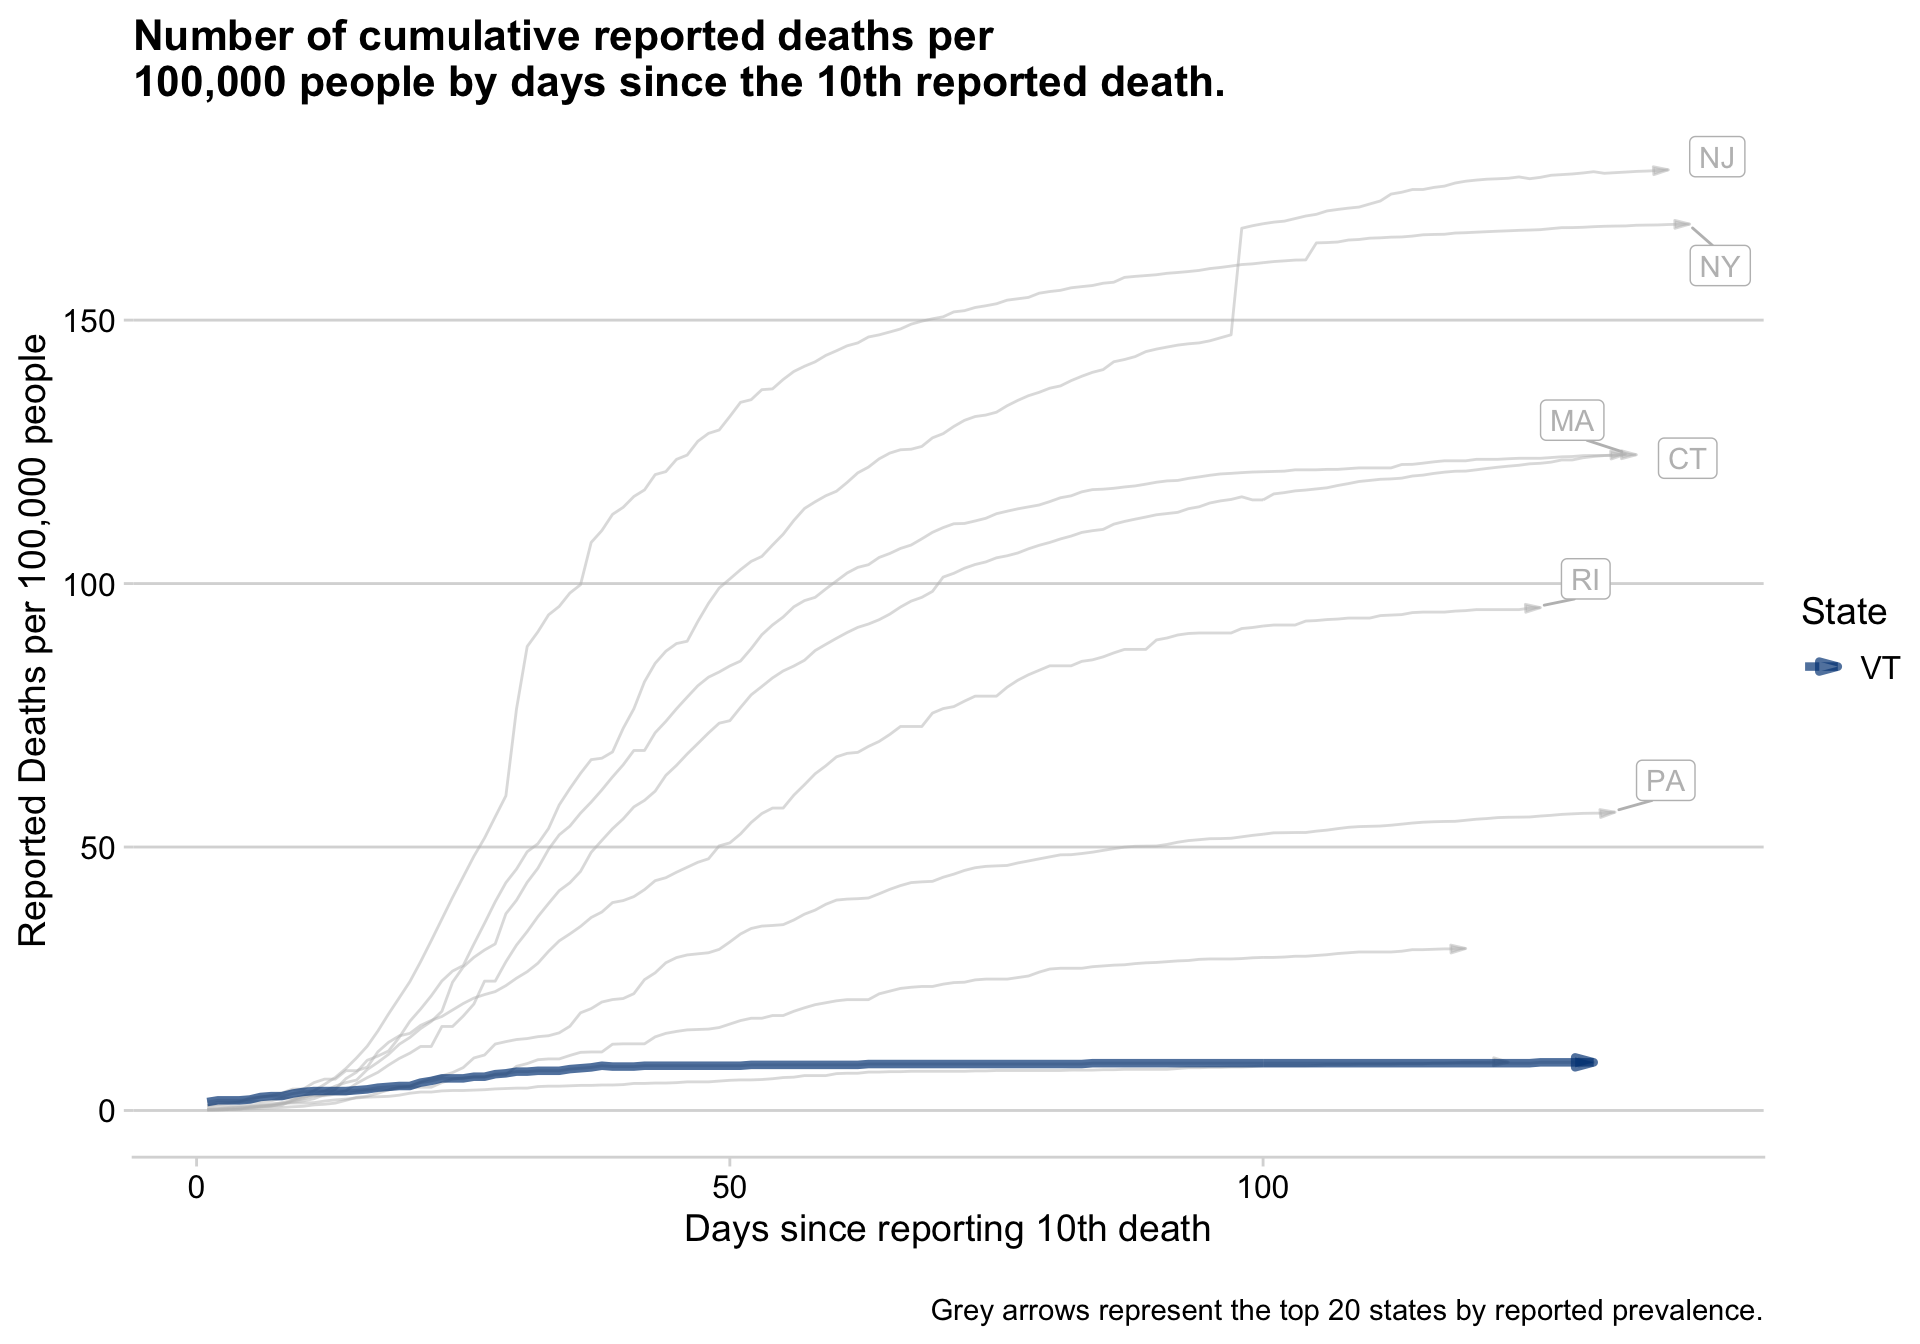 Number of cumulative reported deaths per
100,000 people by days since the 10th reported death.
NJ
NY
150
MA
CT
100
RI
PA
50
0
Reported Deaths per 100,000 people
State
VT
0 50 100
Days since reporting 10th death
Grey arrows represent the top 20 states by reported prevalence.